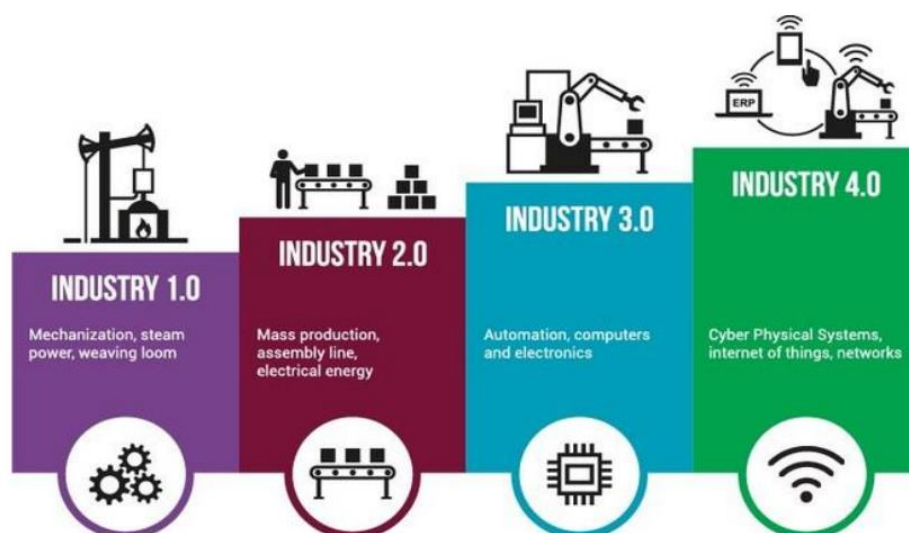 ERP
INDUSTRY 1.0
Mechanization, steam
power, weaving loom
INDUSTRY 2.0
Mass production,
assembly line,
electrical energy
INDUSTRY 3.0
Automation, computers
and electronics
INDUSTRY 4.0
Cyber Physical Systems,
internet of things, networks